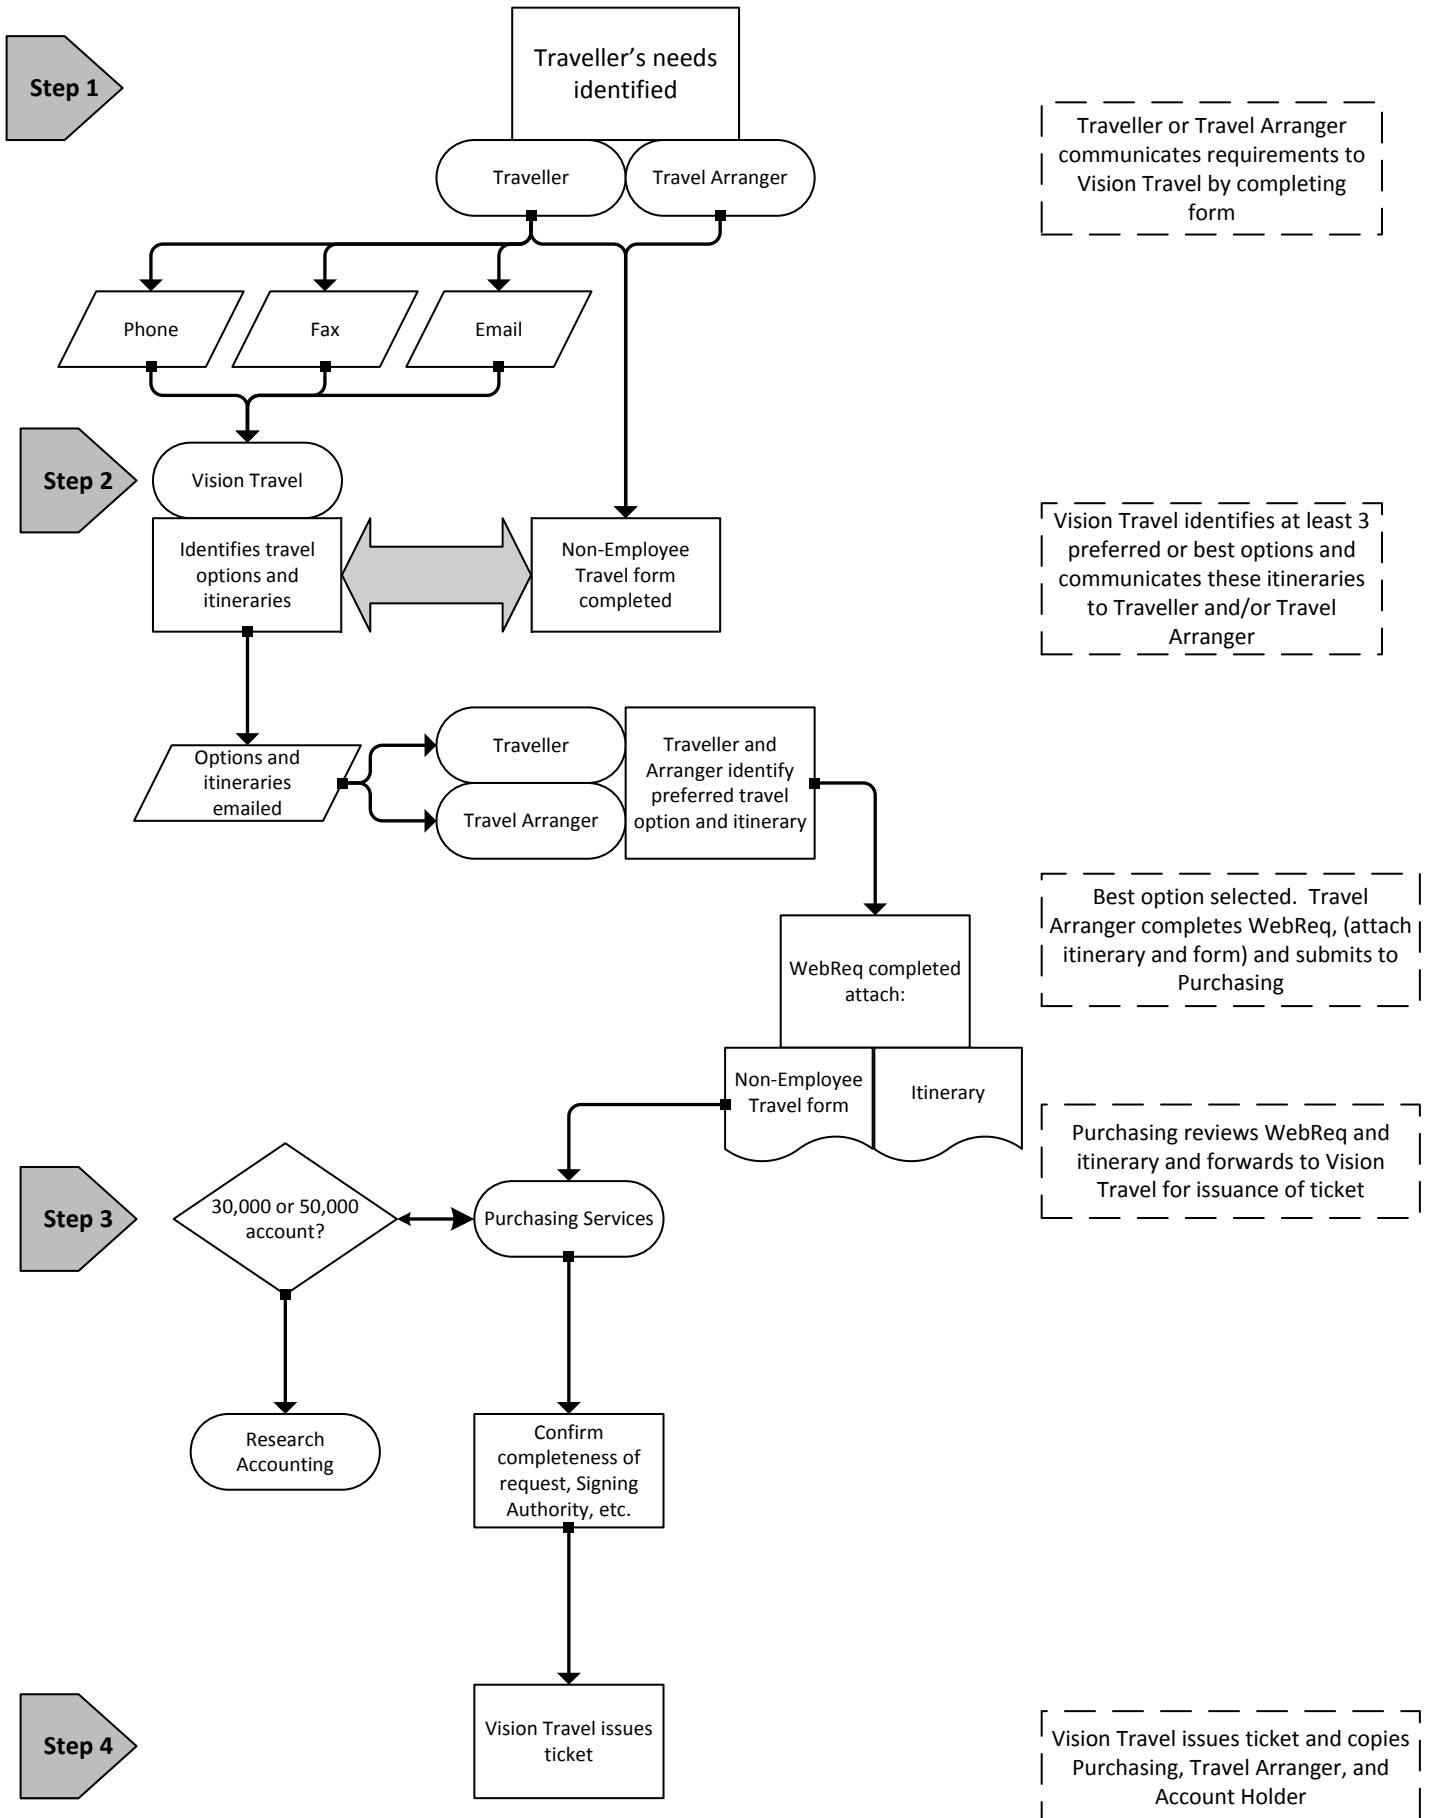 Step 1
Traveller’s needs
identified
Traveller
Travel Arranger
Traveller or Travel Arranger
communicates requirements to
Vision Travel by completing
form
Phone
Fax
Email
Step 2
Vision Travel
Identifies travel
options and
itineraries
Non-Employee
Travel form
completed
Vision Travel identifies at least 3
preferred or best options and
communicates these itineraries
to Traveller and/or Travel
Arranger
Options and
itineraries
emailed
Traveller
Travel Arranger
Traveller and
Arranger identify
preferred travel
option and itinerary
Best option selected.  Travel
Arranger completes WebReq, (attach
itinerary and form) and submits to
Purchasing
WebReq completed
attach:
Non-Employee
Travel form
Itinerary
Purchasing reviews WebReq and
itinerary and forwards to Vision
Travel for issuance of ticket
Step 3
30,000 or 50,000
account?
Purchasing Services
Research
Accounting
Confirm
completeness of
request, Signing
Authority, etc.
Step 4
Vision Travel issues
ticket
Vision Travel issues ticket and copies
Purchasing, Travel Arranger, and
Account Holder